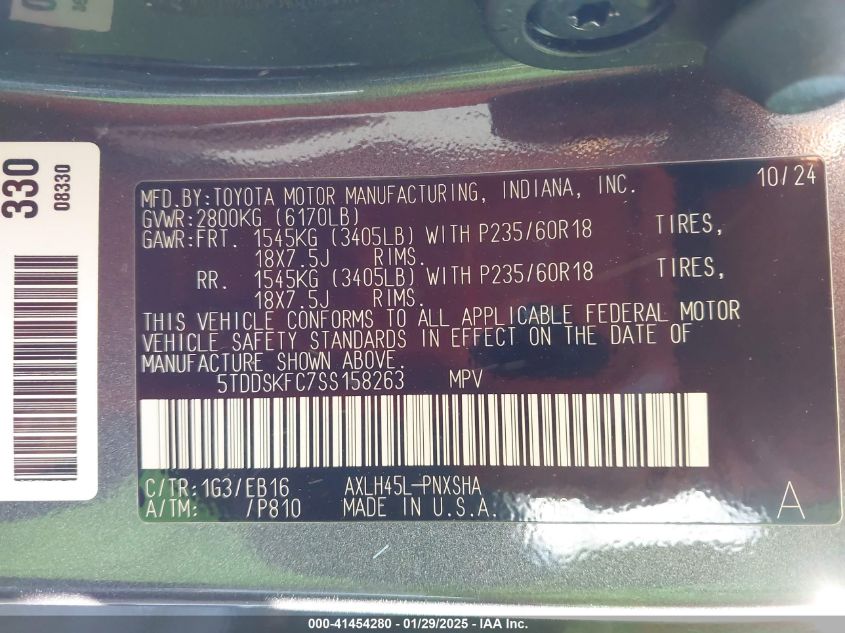 330
08330
MFD.BY:TOYOTA MOTOR MANUFACTURING, INDIANA, INC. 10/24
GVWR:2800KG (6170LB)
GAWR:FRT. 1545KG (3405LB) WITH P235/60R18 TIRES,
18X7.5J RIMS.
RR. 1545KG (3405LB) WITH P235/60R18 TIRES,
18X7.5J RIMS.
THIS VEHICLE CONFORMS TO ALL APPLICABLE FEDERAL MOTOR
VEHICLE SAFETY STANDARDS IN EFFECT ON THE DATE OF
MANUFACTURE SHOWN ABOVE.
5TDDSKFC7SS158263 MPV
C/TR:1G3/EB16 AXLH45L-PNXSHA
A/TM: /P810 MADE IN U.S.A. A
000-41454280 - 01/29/2025 - IAA Inc.